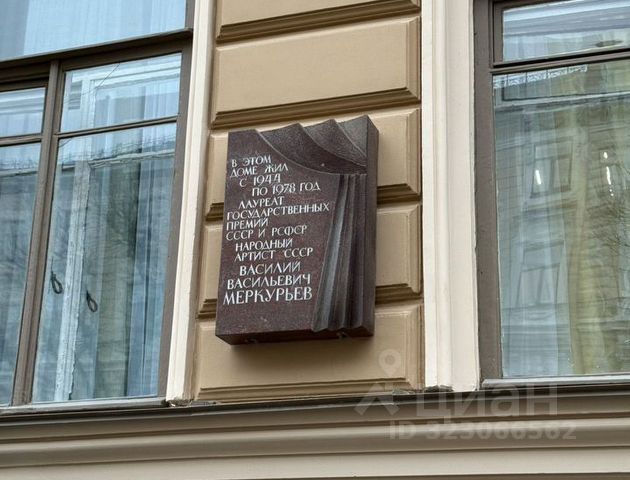 В ЭТОМ
ДОМЕ ЖИЛ
С 1944
ПО 1978 ГОД
ЛАУРЕАТ
ГОСУДАРСТВЕННЫХ
ПРЕМИЙ
СССР И РСФСР
НАРОДНЫЙ
АРТИСТ СССР
ВАСИЛИЙ
ВАСИЛЬЕВИЧ
МЕРКУРЬЕВ
ЦИАН
ID 323066562